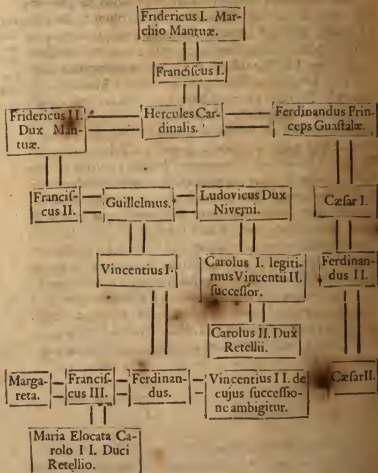 Fridericus I. Mar-
chio Mantuæ.
Franciſcus I.
Fridericus II.
Dux Man-
tuæ.
Hercules Car-
dinalis.
Ferdinandus Prin-
ceps Guaſtalæ.
Franciſ-
cus II.
Guillelmus.
Ludovicus Dux
Niverni.
Cæſar I.
Vincentius I.
Carolus I. legiti-
mus Vincentii II.
ſucceſſor.
Ferdinan-
dus II.
Carolus II. Dux
Retellii.
Marga-
reta.
Franciſ-
cus III.
Ferdinan-
dus.
Vincentius II. de
cujus ſucceſſio-
ne ambigitur.
Cæſar II.
Maria Elocata Ca-
rolo II. Duci
Retellio.